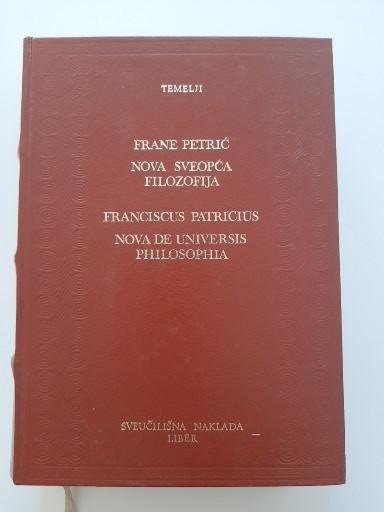 TEMELJI
FRANE PETRIĆ
NOVA SVEOPĆA
FILOZOFIJA
FRANCISCUS PATRICIUS
NOVA DE UNIVERSIS
PHILOSOPHIA
SVEUČILIŠNA NAKLADA
LIBER